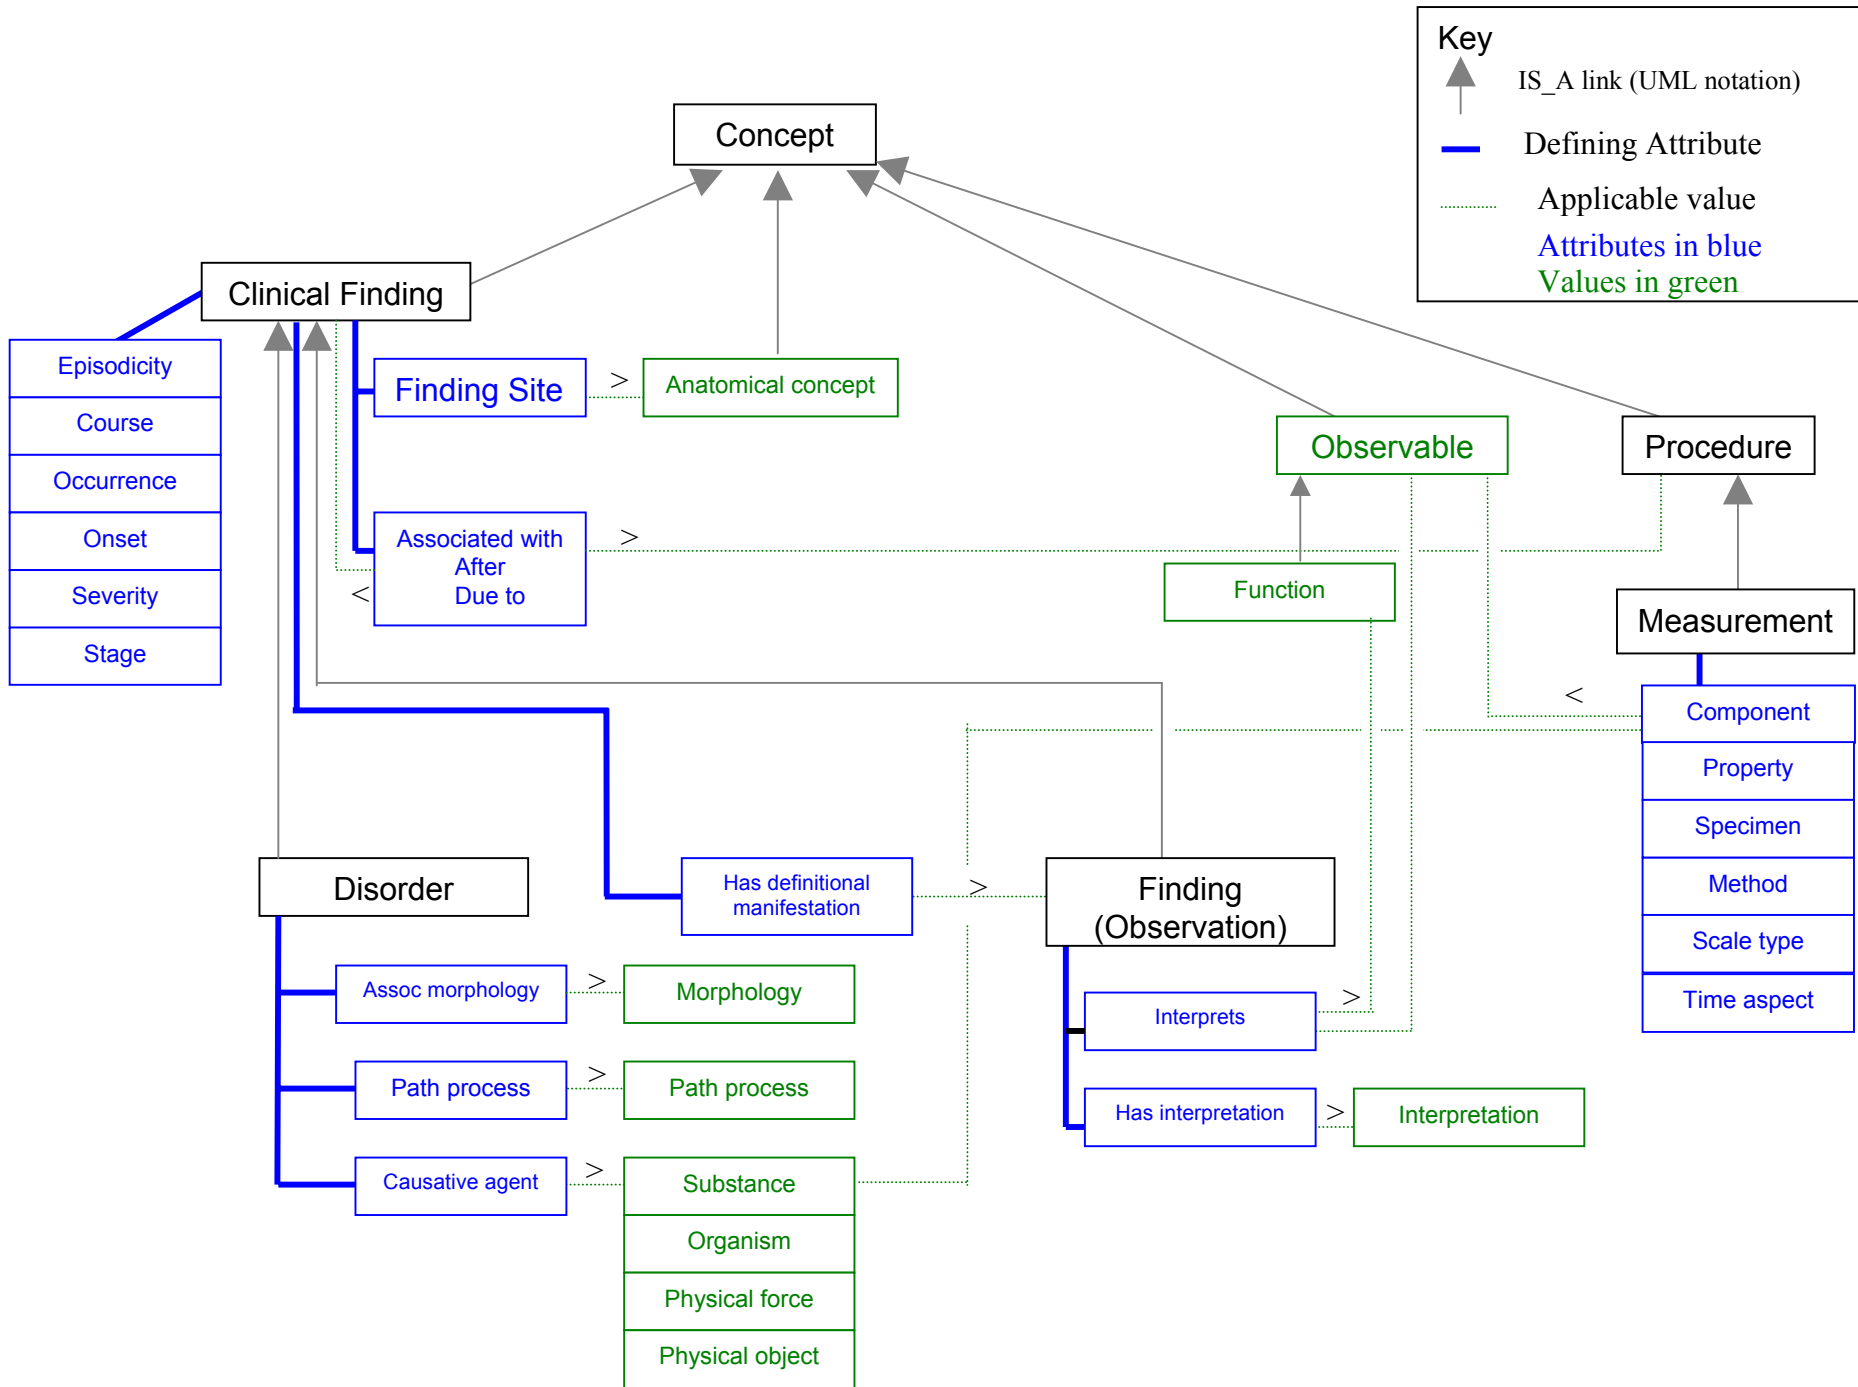 Key
IS_A link (UML notation)
Defining Attribute
Applicable value
Attributes in blue
Values in green
Concept
Clinical Finding
Episodicity
Course
Occurrence
Onset
Severity
Stage
Finding Site
>
Anatomical concept
Observable
Procedure
Associated with
After
Due to
>
<
Function
Measurement
<
Component
Property
Specimen
Method
Scale type
Time aspect
Disorder
Has definitional
manifestation
>
Finding
(Observation)
Assoc morphology
>
Morphology
Interprets
>
Path process
>
Path process
Has interpretation
>
Interpretation
Causative agent
>
Substance
Organism
Physical force
Physical object